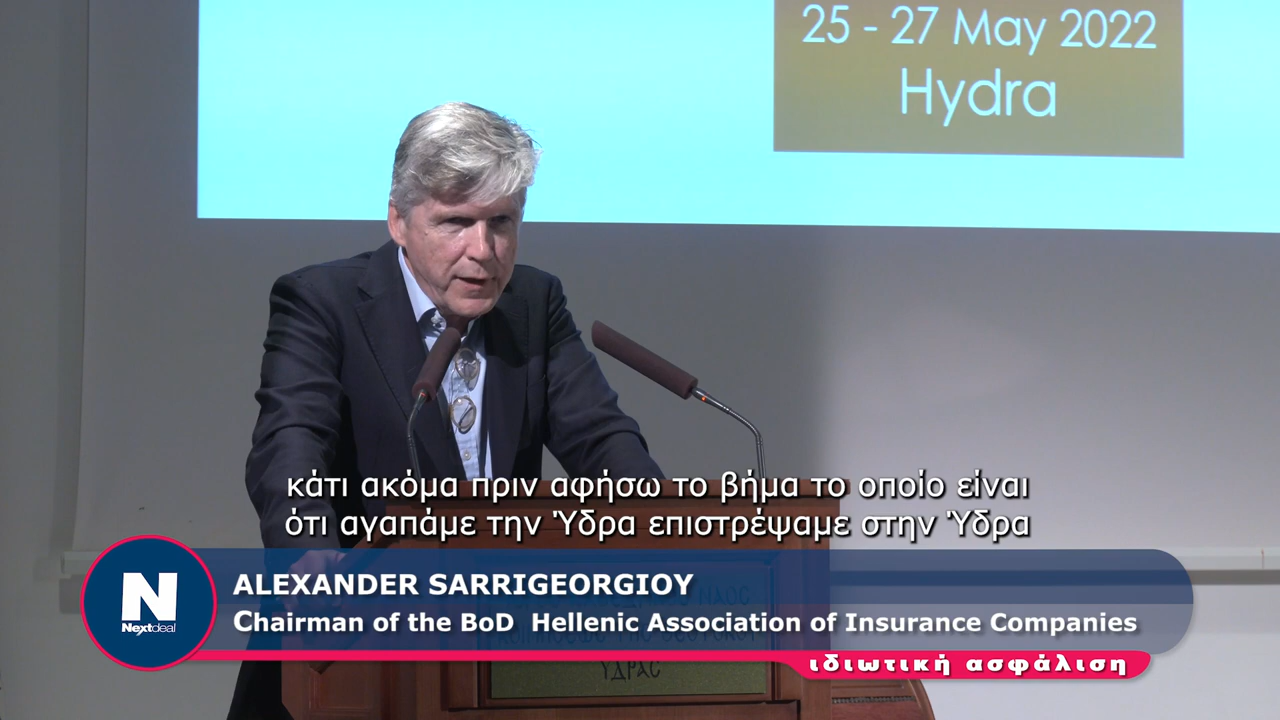 25 - 27 May 2022
Hydra
κάτι ακόμα πριν αφήσω το βήμα το οποίο είναι
ότι αγαπάμε την Ύδρα επιστρέψαμε στην Ύδρα
N
Nextdeal
ALEXANDER SARRIGEORGIOY
Chairman of the BoD Hellenic Association of Insurance Companies
ιδιωτική ασφάλιση
ΥΔΡΑΣ